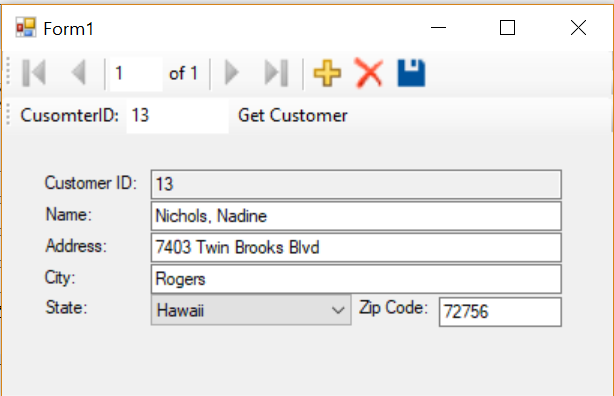 Form1
1 of 1
CusomterID: 13 Get Customer
Customer ID: 13
Name: Nichols, Nadine
Address: 7403 Twin Brooks Blvd
City: Rogers
State: Hawaii Zip Code: 72756